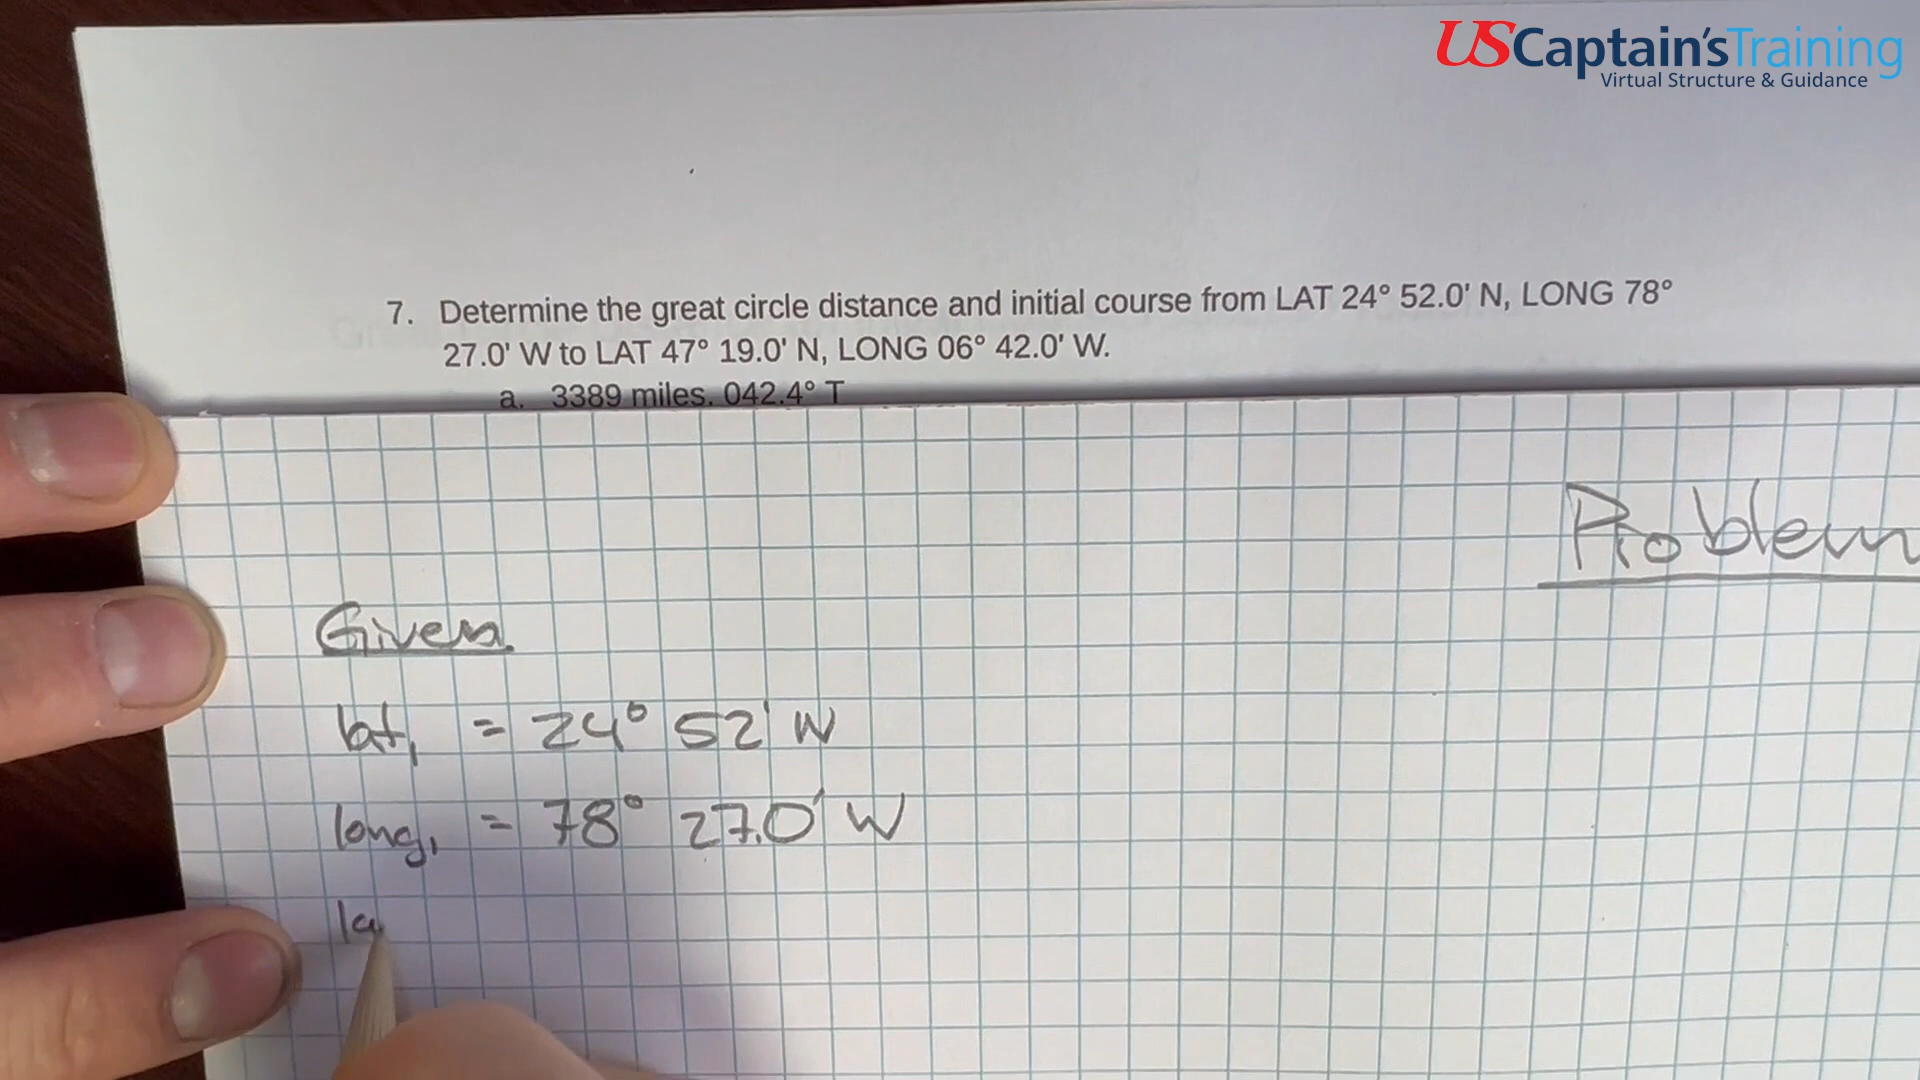 USCaptain'sTraining
Virtual Structure & Guidance
7. Determine the great circle distance and initial course from LAT 24° 52.0' N, LONG 78°
27.0' W to LAT 47° 19.0' N, LONG 06° 42.0' W.
a. 3389 miles. 042.4° T
Problem
Given
lat₁ = 24° 52' N
long₁ = 78° 27.0' W
la